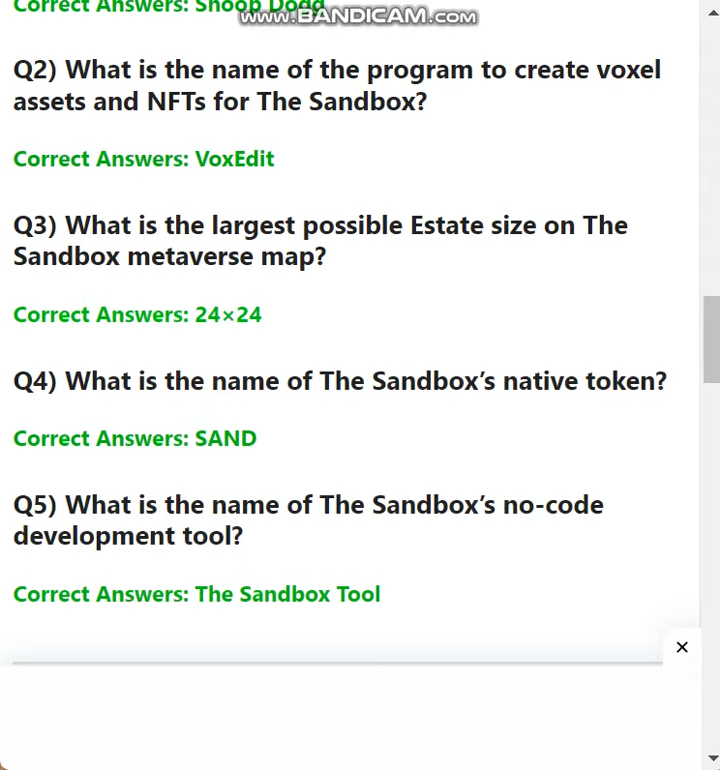 Correct Answers: Snoop Dogg
www.BANDICAM.com
Q2) What is the name of the program to create voxel
assets and NFTs for The Sandbox?
Correct Answers: VoxEdit
Q3) What is the largest possible Estate size on The
Sandbox metaverse map?
Correct Answers: 24×24
Q4) What is the name of The Sandbox’s native token?
Correct Answers: SAND
Q5) What is the name of The Sandbox’s no-code
development tool?
Correct Answers: The Sandbox Tool